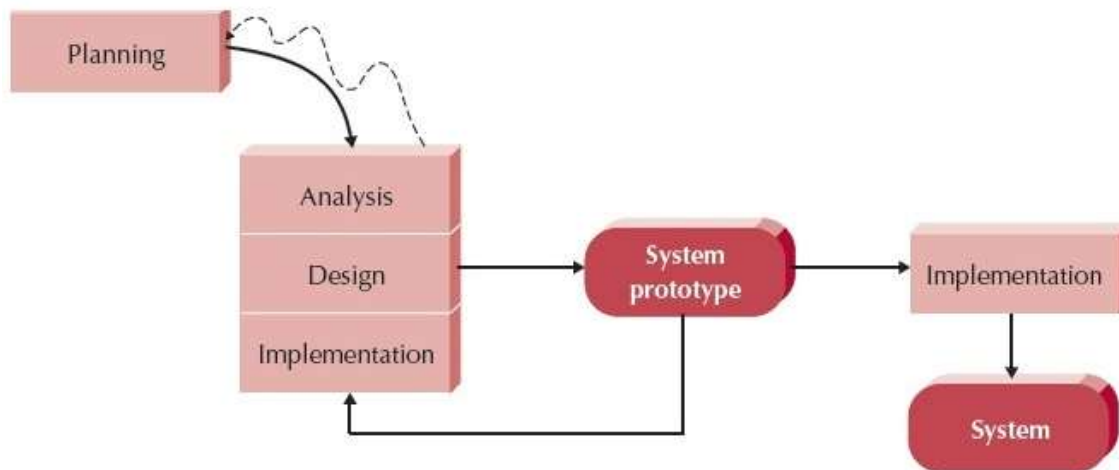 Planning
Analysis
Design
Implementation
System
prototype
Implementation
System